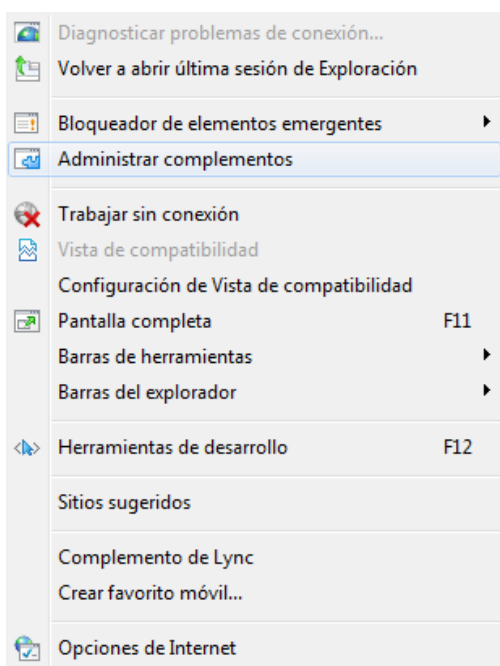 Diagnosticar problemas de conexión...
Volver a abrir última sesión de Exploración
Bloqueador de elementos emergentes
Administrar complementos
Trabajar sin conexión
Vista de compatibilidad
Configuración de Vista de compatibilidad
Pantalla completa F11
Barras de herramientas
Barras del explorador
Herramientas de desarrollo F12
Sitios sugeridos
Complemento de Lync
Crear favorito móvil...
Opciones de Internet